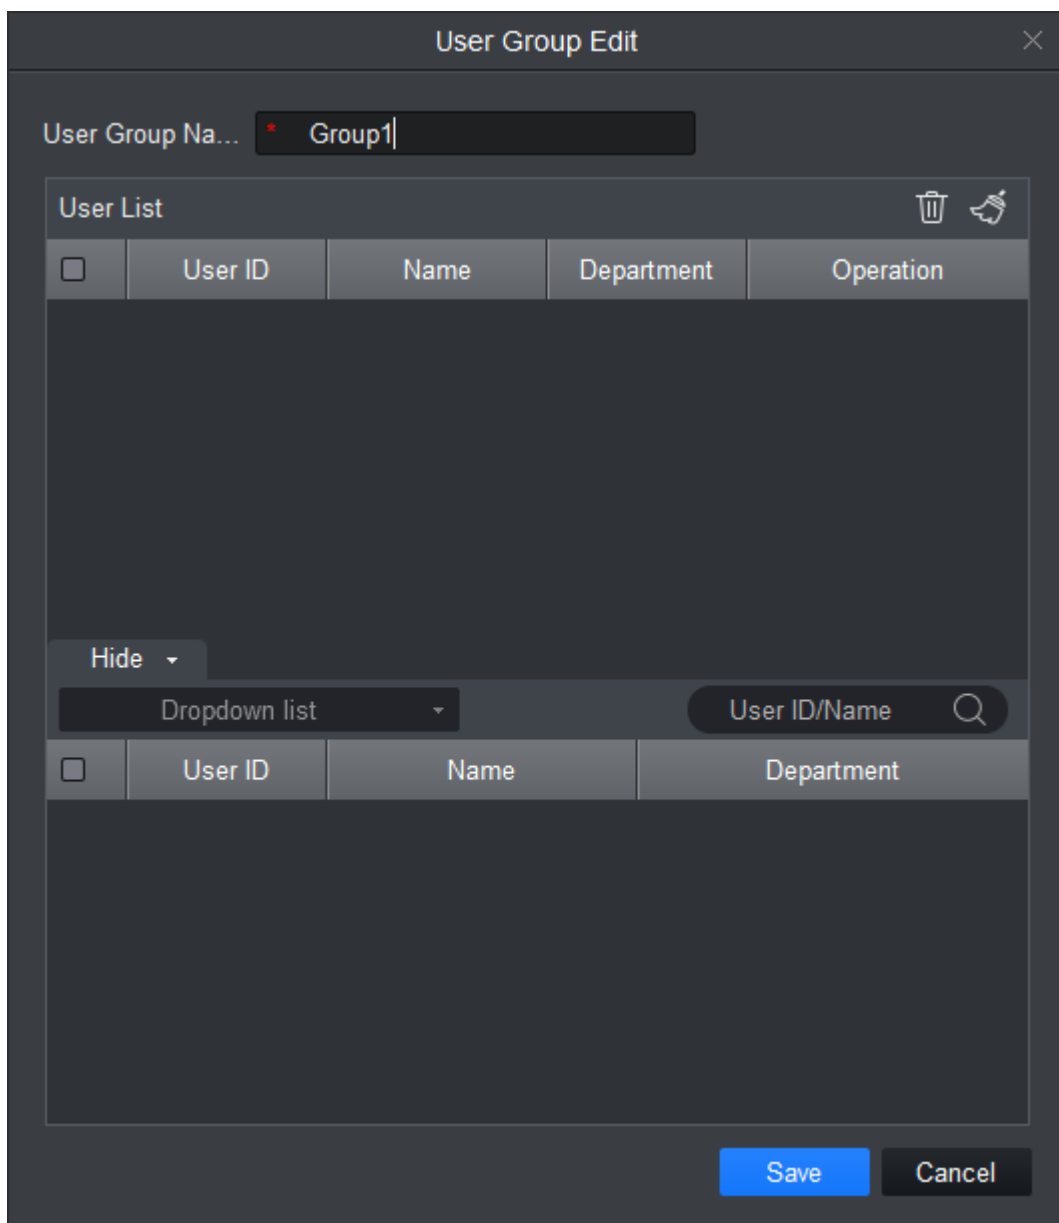 User Group Edit
User Group Na... * Group1
User List
User ID Name Department Operation
Hide
Dropdown list User ID/Name
User ID Name Department
Save Cancel